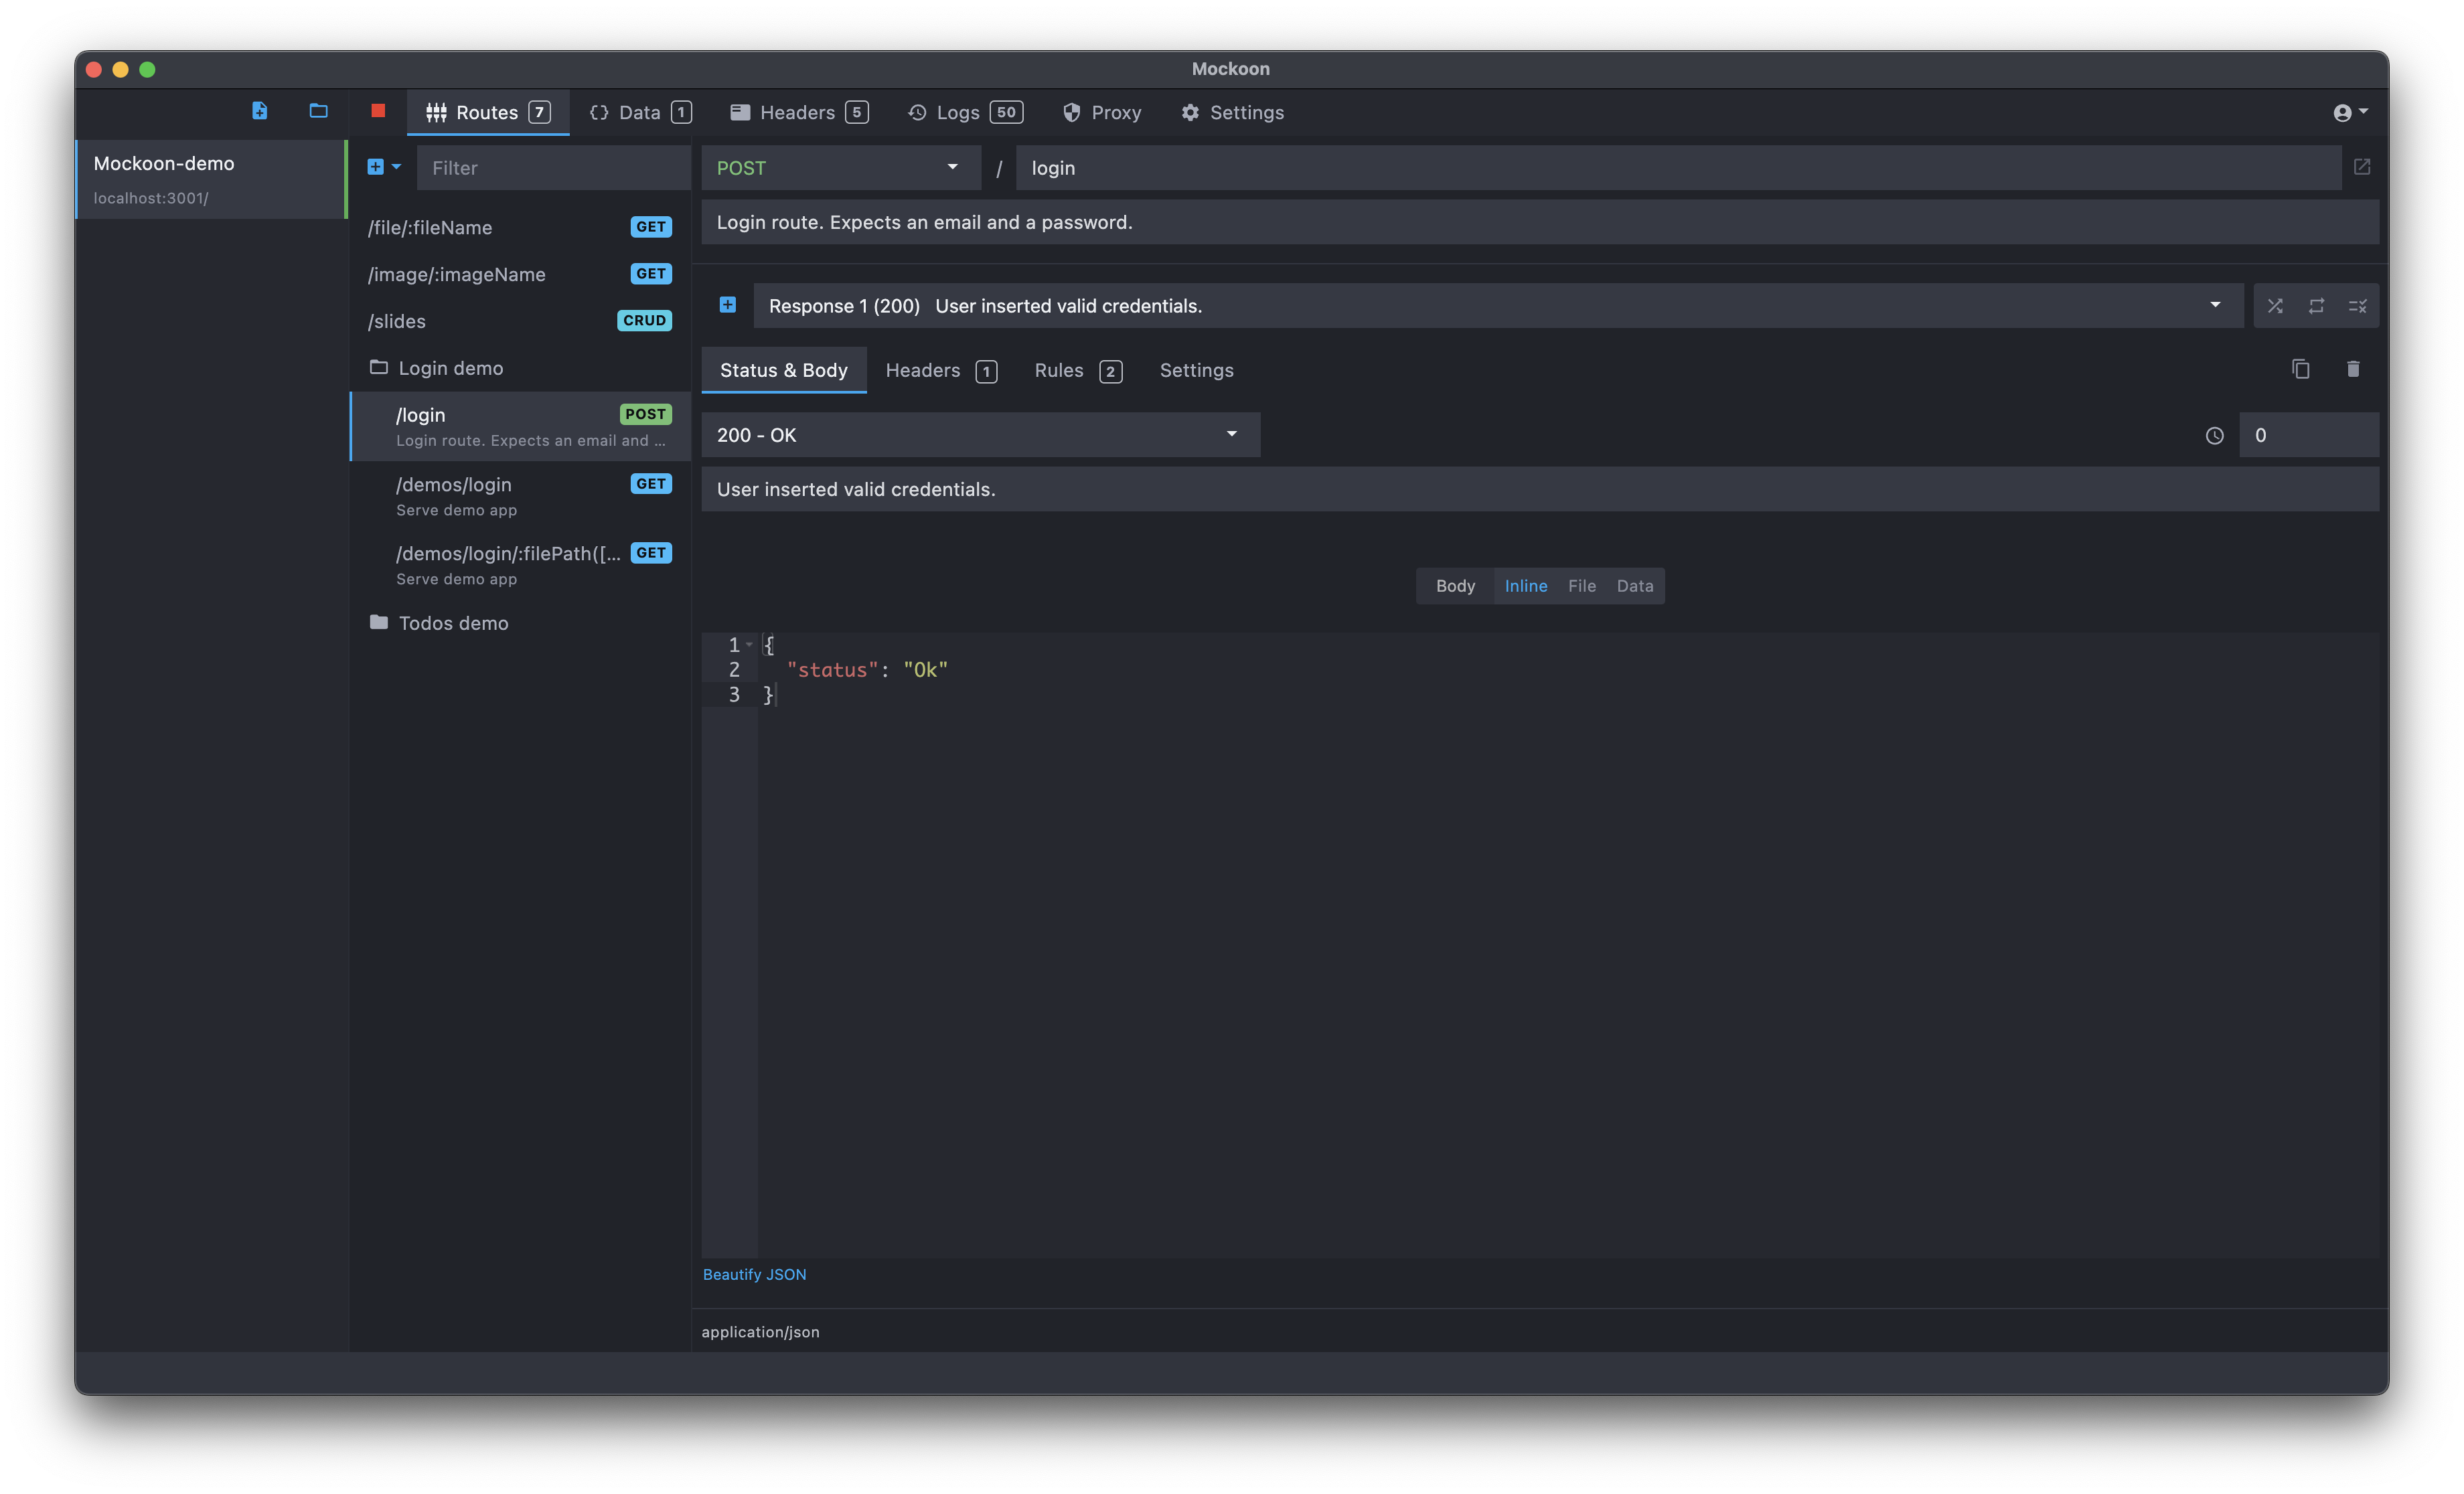 Mockoon
Routes 7 Data 1 Headers 5 Logs 50 Proxy Settings
Mockoon-demo
localhost:3001/
Filter
/file/:fileName GET
/image/:imageName GET
/slides CRUD
Login demo
/login POST
Login route. Expects an email and ...
/demos/login GET
Serve demo app
/demos/login/:filePath([... GET
Serve demo app
Todos demo
POST / login
Login route. Expects an email and a password.
Response 1 (200) User inserted valid credentials.
Status & Body Headers 1 Rules 2 Settings
200 - OK 0
User inserted valid credentials.
Body Inline File Data
1 {
2 "status": "Ok"
3 }
Beautify JSON
application/json